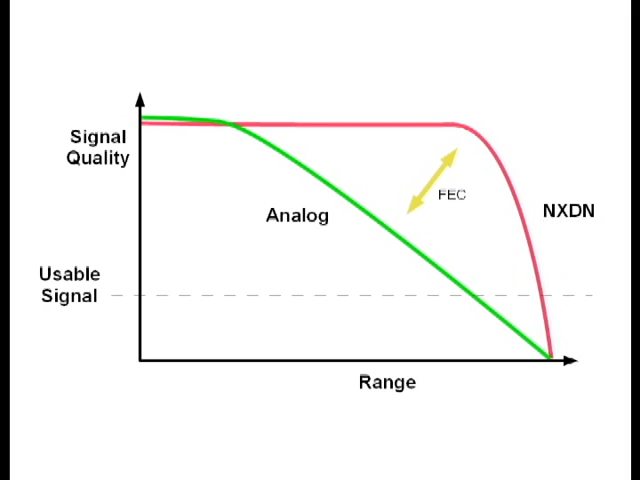 Signal
Quality
FEC
Analog
NXDN
Usable
Signal
Range